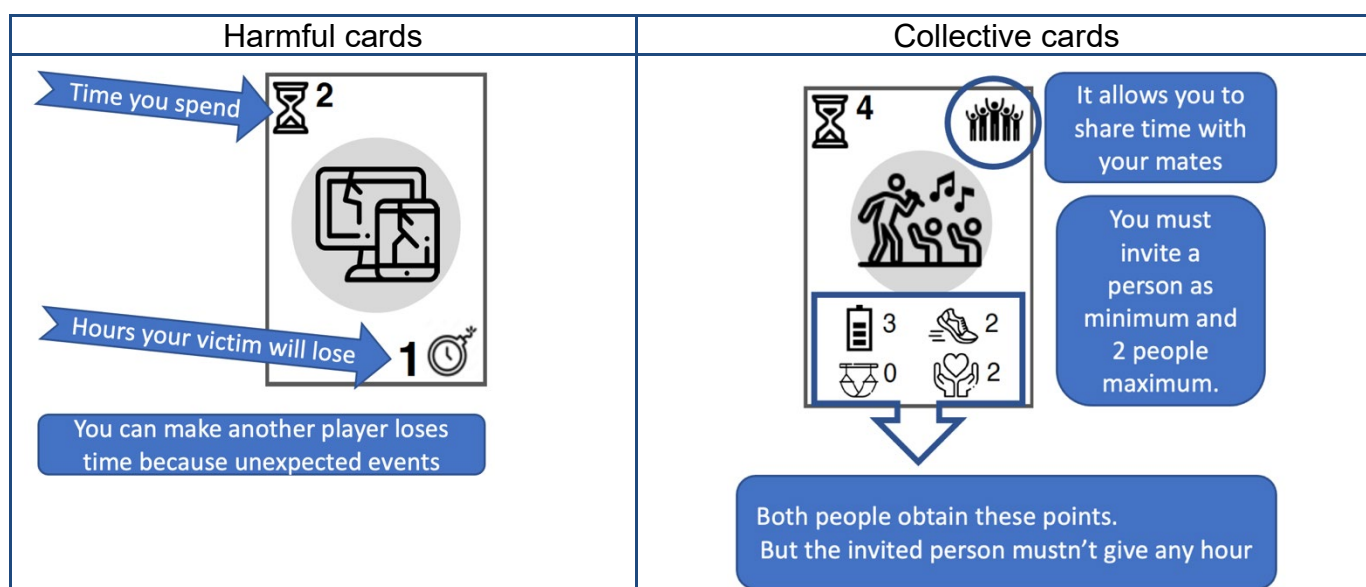 Harmful cards
Time you spend
2
Hours your victim will lose
1
You can make another player loses
time because unexpected events
Collective cards
4
It allows you to
share time with
your mates
You must
invite a
person as
minimum and
2 people
maximum.
3 2
0 2
Both people obtain these points.
But the invited person mustn't give any hour